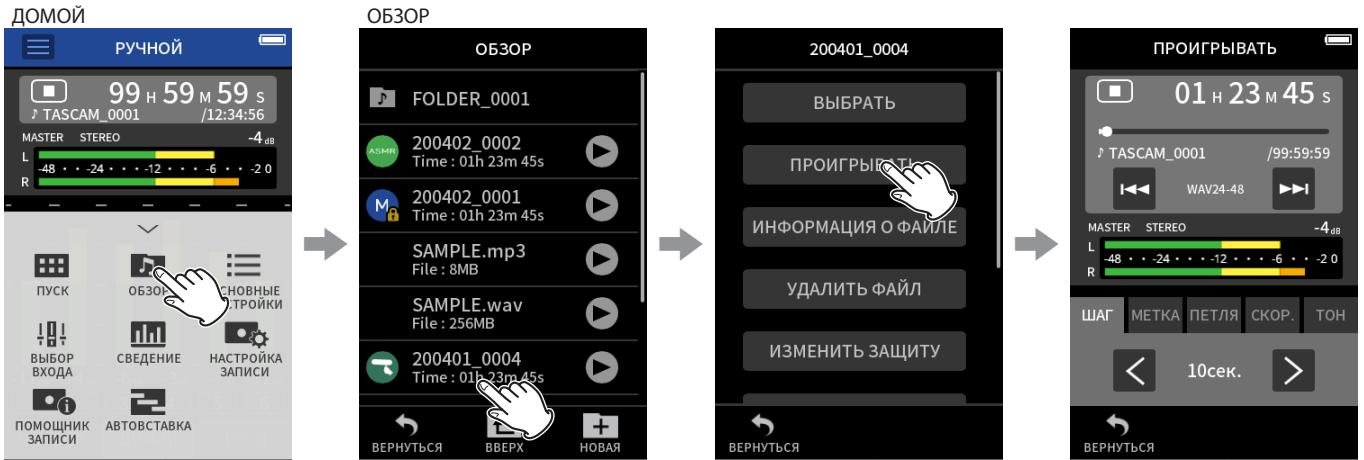 ДОМОЙ
РУЧНОЙ
99 H 59 M 59 S
♪ TASCAM_0001 /12:34:56
MASTER STEREO -4 dB
L
-48 · · -24 · · · -12 · · · -6 · · -2 0
R
ПУСК
ОБЗОР
ВЫБОР
ВХОДА
СВЕДЕНИЕ
НАСТРОЙКА
ЗАПИСИ
ПОМОЩНИК
ЗАПИСИ
АВТОВСТАВКА
ОБЗОР
ОБЗОР
FOLDER_0001
ASMR
200402_0002
Time : 01h 23m 45s
M
200402_0001
Time : 01h 23m 45s
SAMPLE.mp3
File : 8MB
SAMPLE.wav
File : 256MB
200401_0004
Time : 01h 23m 45s
ВЕРНУТЬСЯ ВВЕРХ НОВАЯ
200401_0004
ВЫБРАТЬ
ПРОИГРЫВАТЬ
ИНФОРМАЦИЯ О ФАЙЛЕ
УДАЛИТЬ ФАЙЛ
ИЗМЕНИТЬ ЗАЩИТУ
ВЕРНУТЬСЯ
ПРОИГРЫВАТЬ
01 H 23 M 45 S
♪ TASCAM_0001 /99:59:59
WAV24-48
MASTER STEREO -4 dB
L
-48 · · -24 · · · -12 · · · -6 · · -2 0
R
ШАГ МЕТКА ПЕТЛЯ СКОР. ТОН
10сек.
ВЕРНУТЬСЯ